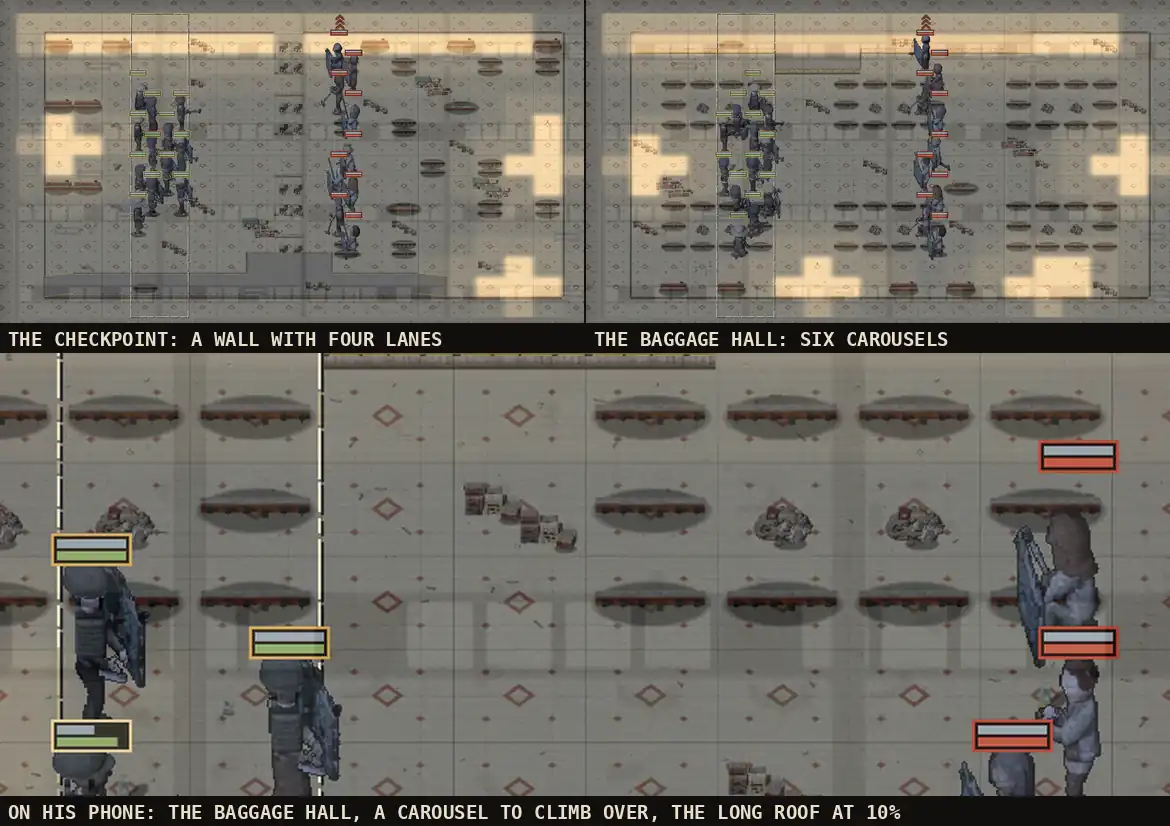 THE CHECKPOINT: A WALL WITH FOUR LANES
THE BAGGAGE HALL: SIX CAROUSELS
ON HIS PHONE: THE BAGGAGE HALL, A CAROUSEL TO CLIMB OVER, THE LONG ROOF AT 10%